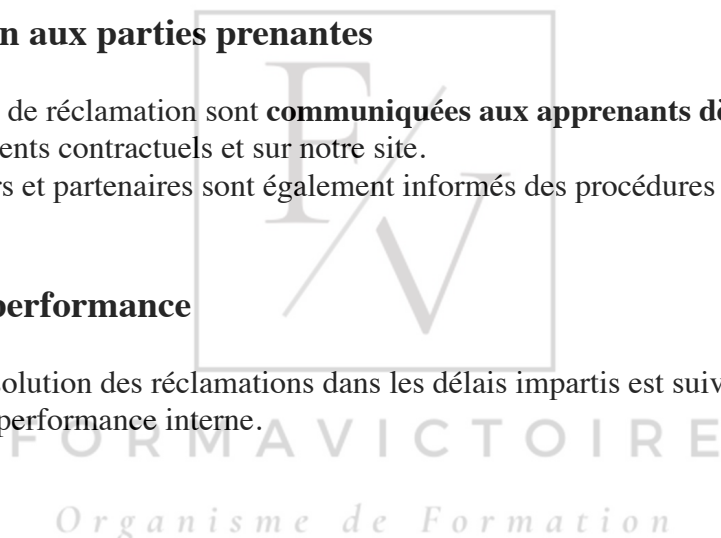 n aux parties prenantes
de réclamation sont communiquées aux apprenants dè
ents contractuels et sur notre site.
rs et partenaires sont également informés des procédures
performance
solution des réclamations dans les délais impartis est suiv
performance interne.
F/V
FORMAVICTOIRE
Organisme de Formation